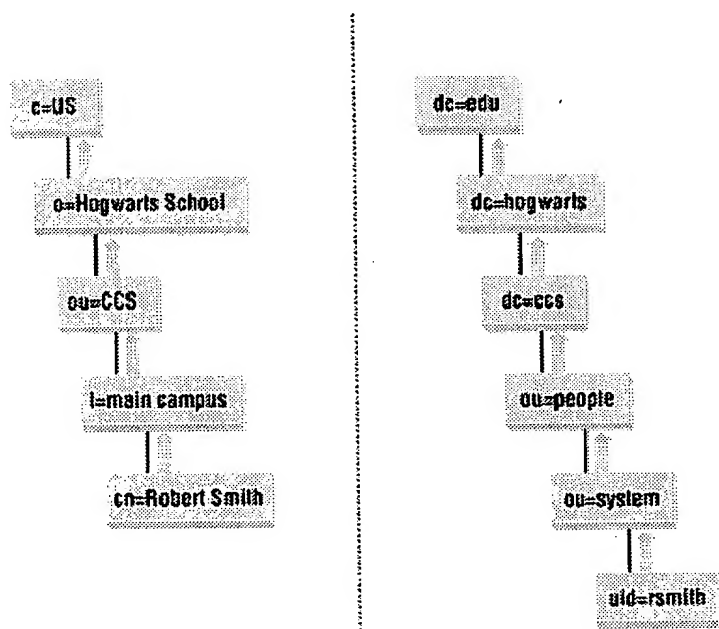 c=US
o=Hogwarts School
ou=CCS
l=main campus
cn=Robert Smith
dc=edu
dc=hogwarts
dc=ccs
ou=people
ou=system
uid=rsmith